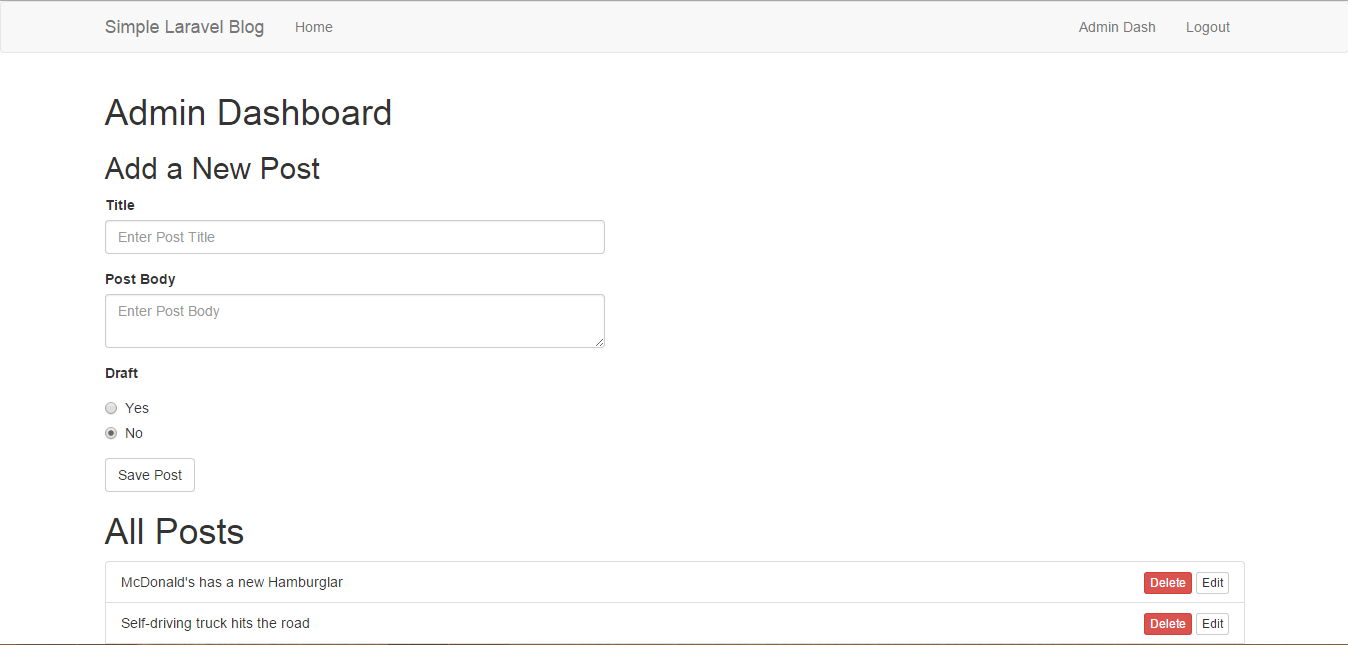 Simple Laravel Blog Home Admin Dash Logout
Admin Dashboard
Add a New Post
Title
Enter Post Title
Post Body
Enter Post Body
Draft
Yes
No
Save Post
All Posts
McDonald's has a new Hamburglar Delete Edit
Self-driving truck hits the road Delete Edit